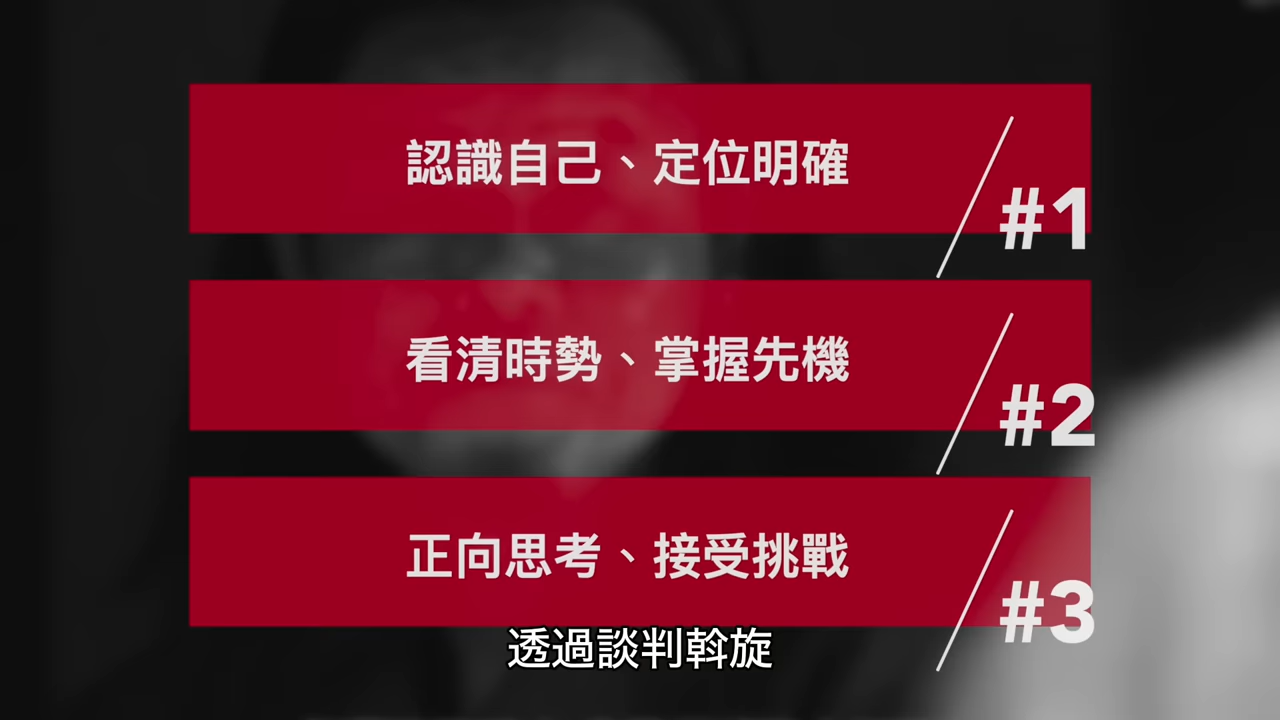 認識自己、定位明確
#1
看清時勢、掌握先機
#2
正向思考、接受挑戰
#3
透過談判斡旋